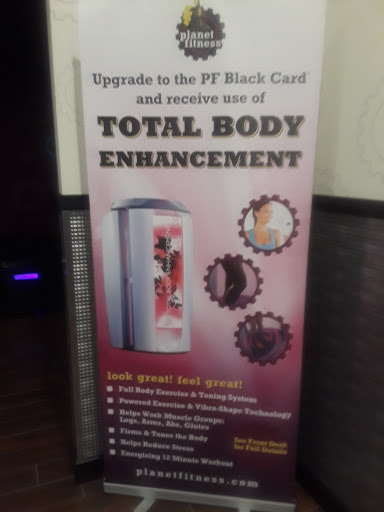 planet
fitness
Upgrade to the PF Black Card
and receive use of
TOTAL BODY
ENHANCEMENT
look great! feel great!
Full Body Exercise & Toning System
Powered Exercise & Vibra-Shape Technology
Helps Work Muscle Groups:
Legs, Arms, Abs, Glutes
Firms & Tones the Body
Helps Reduce Stress
Energizing 12 Minute Workout
See Front Desk
for Full Details
planetfitness.com